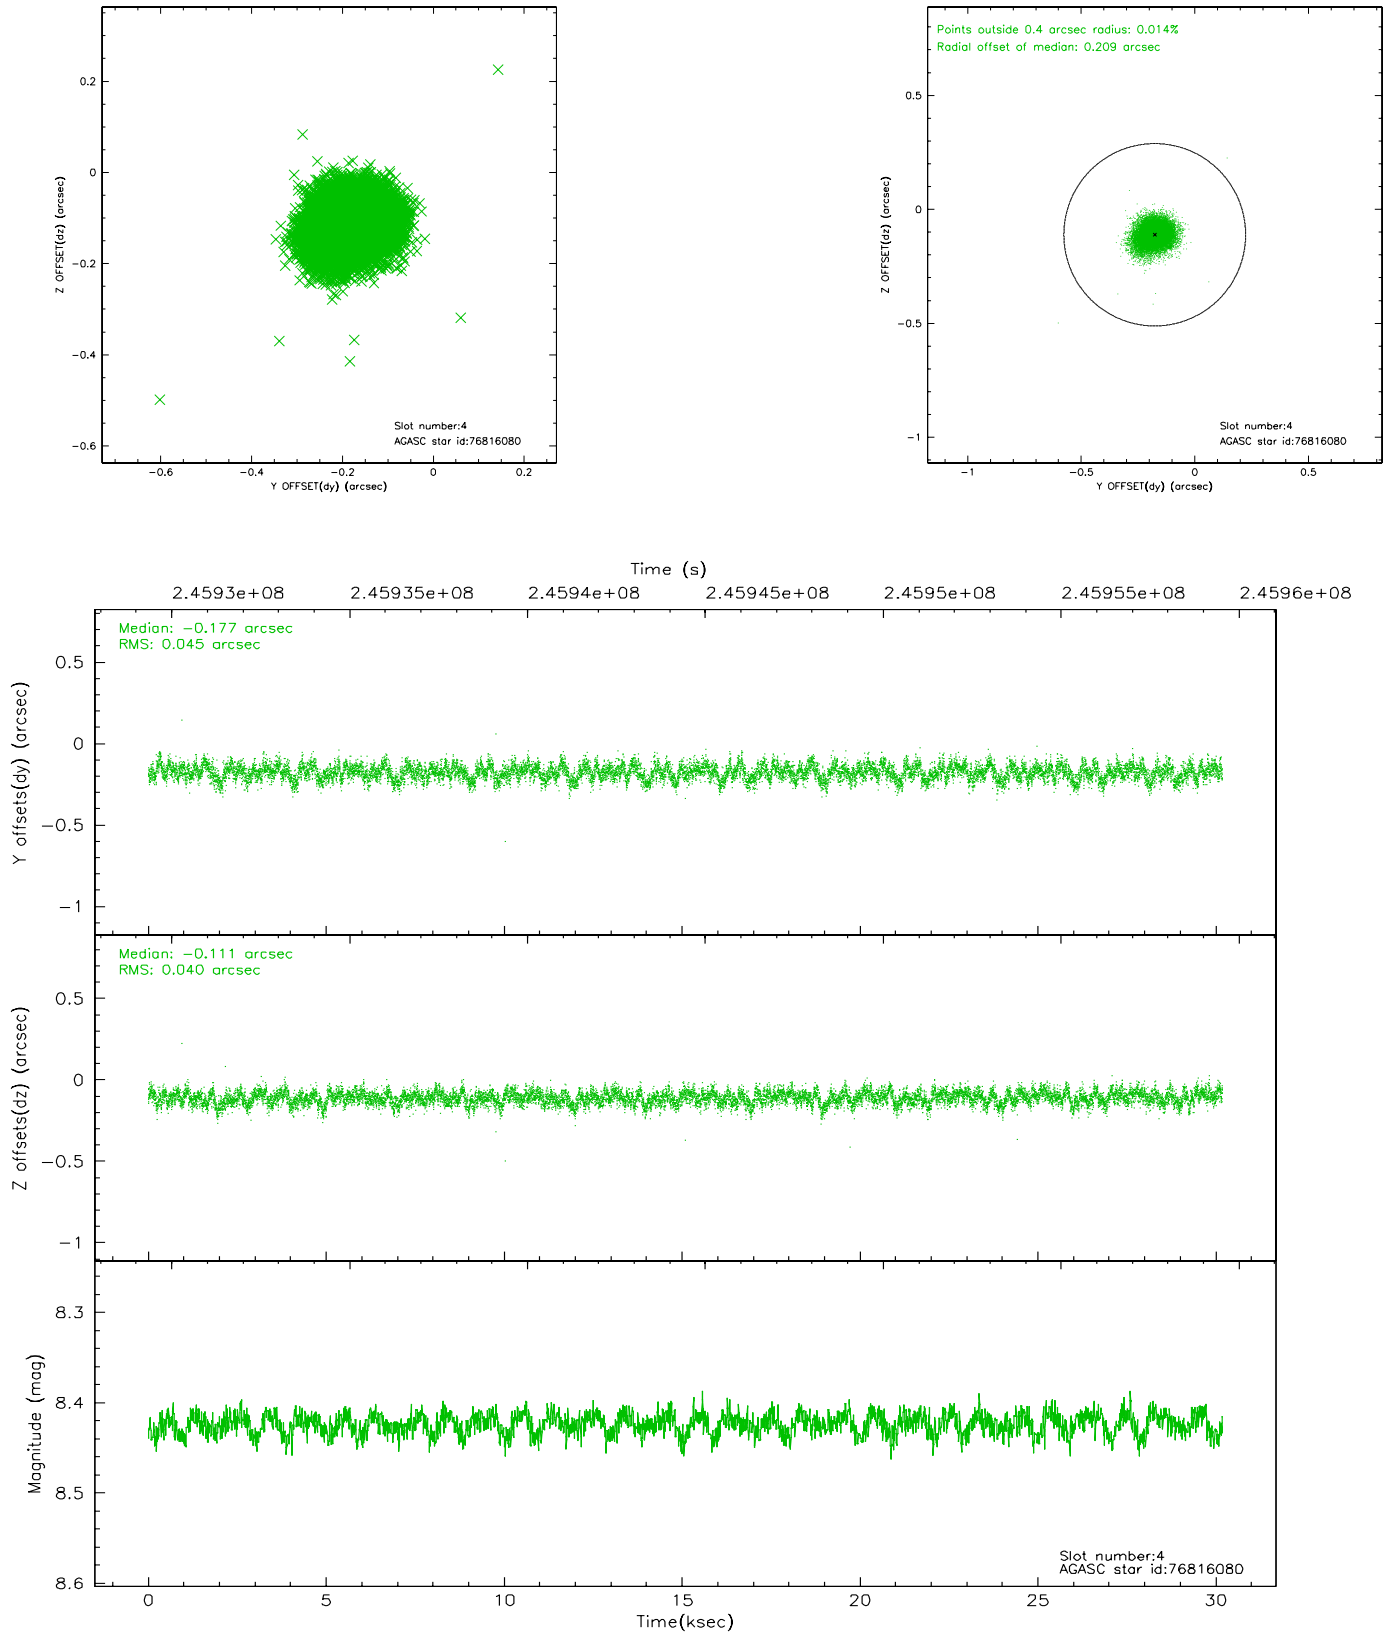 0.2
0
−0.2
−0.4
−0.6
Z OFFSET(dz) (arcsec)
Slot number:4
AGASC star id:76816080
−0.6 −0.4 −0.2 0 0.2
Y OFFSET(dy) (arcsec)
Points outside 0.4 arcsec radius: 0.014%
Radial offset of median: 0.209 arcsec
0.5
0
−0.5
−1
Z OFFSET(dz) (arcsec)
Slot number:4
AGASC star id:76816080
−1 −0.5 0 0.5
Y OFFSET(dy) (arcsec)
Time (s)
2.4593e+08 2.45935e+08 2.4594e+08 2.45945e+08 2.4595e+08 2.45955e+08 2.4596e+08
Median: −0.177 arcsec
RMS: 0.045 arcsec
0.5
0
−0.5
−1
Y offsets(dy) (arcsec)
Median: −0.111 arcsec
RMS: 0.040 arcsec
0.5
0
−0.5
−1
Z offsets(dz) (arcsec)
8.3
8.4
8.5
8.6
Magnitude (mag)
Slot number:4
AGASC star id:76816080
0 5 10 15 20 25 30
Time(ksec)